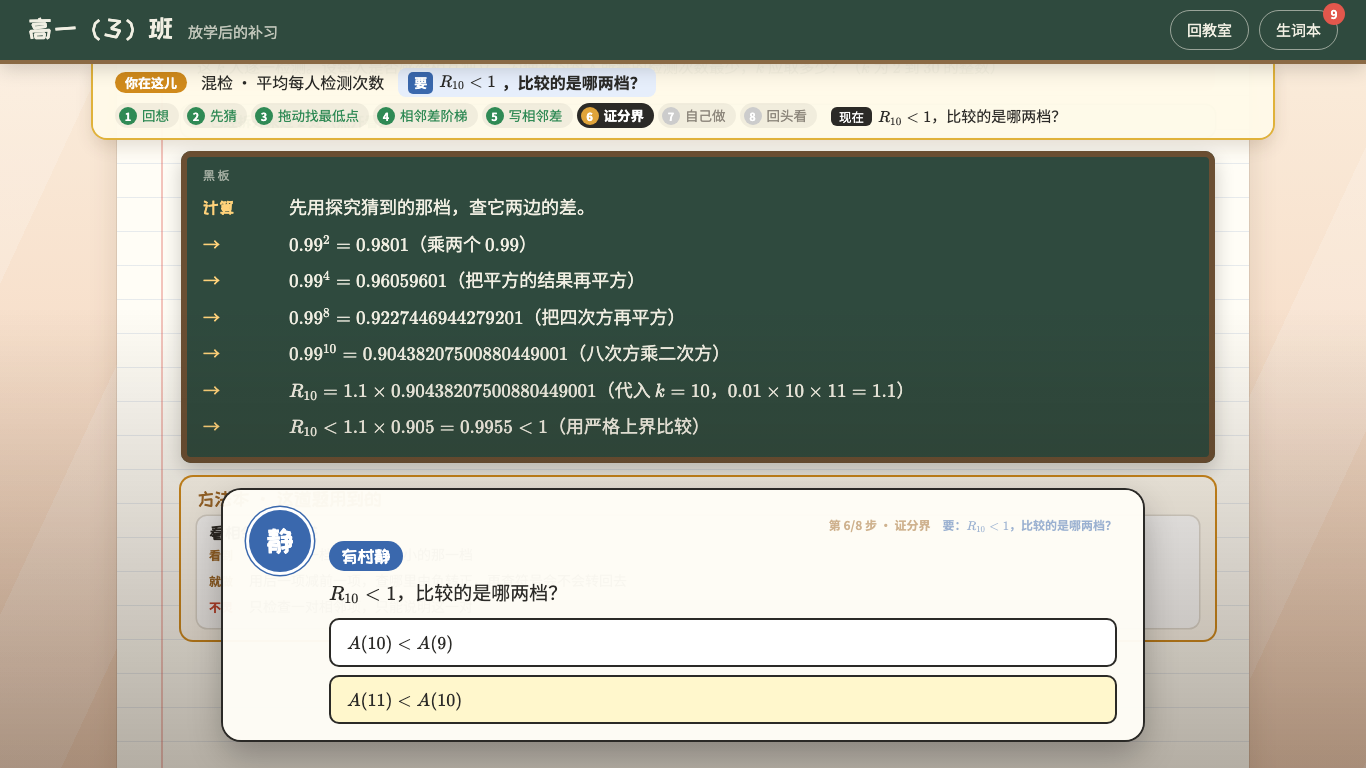 高一（3）班 放学后的补习 回教室 生词本 9
你在这儿 混检 · 平均每人检测次数 要 R₁₀ < 1 ，比较的是哪两档？
1 回想 2 先猜 3 拖动找最低点 4 相邻差阶梯 5 写相邻差 6 证分界 7 自己做 8 回头看 现在 R₁₀ < 1，比较的是哪两档？
黑板
计算 先用探究猜到的那档，查它两边的差。
→ 0.99² = 0.9801（乘两个 0.99）
→ 0.99⁴ = 0.96059601（把平方的结果再平方）
→ 0.99⁸ = 0.9227446944279201（把四次方再平方）
→ 0.99¹⁰ = 0.90438207500880449001（八次方乘二次方）
→ R₁₀ = 1.1 × 0.90438207500880449001（代入 k = 10，0.01 × 10 × 11 = 1.1）
→ R₁₀ < 1.1 × 0.905 = 0.9955 < 1（用严格上界比较）
第 6/8 步 · 证分界 要：R₁₀ < 1，比较的是哪两档？
静
有村静
R₁₀ < 1，比较的是哪两档？
A(10) < A(9)
A(11) < A(10)